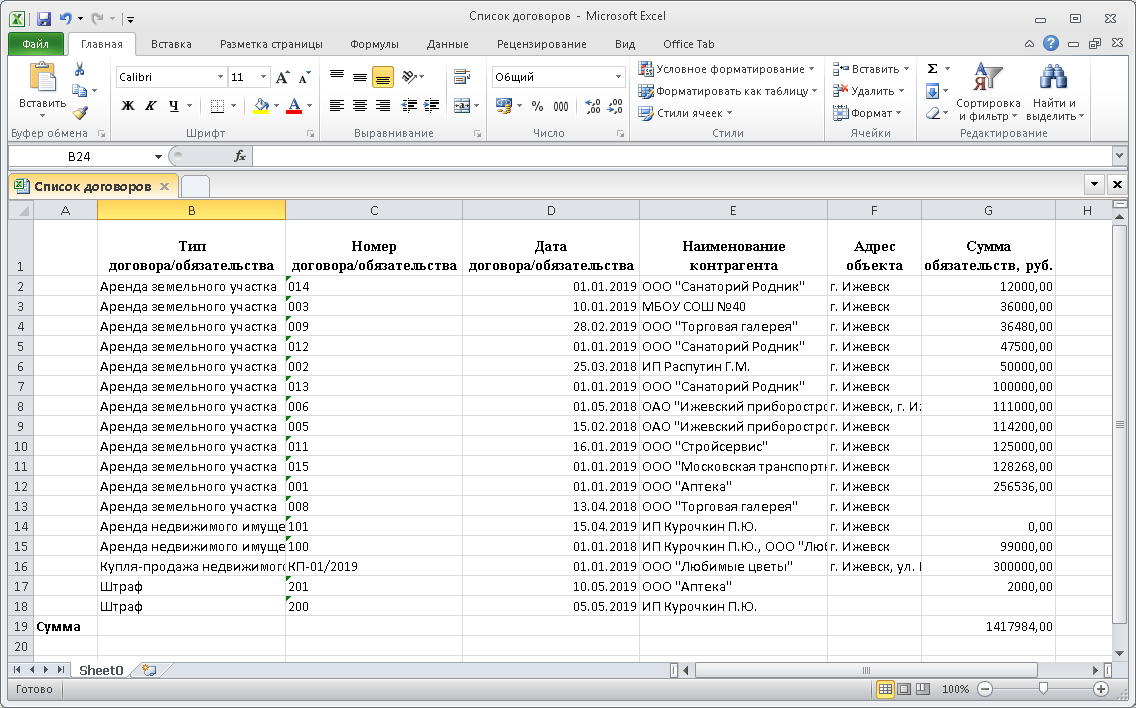 Список договоров - Microsoft Excel
Файл Главная Вставка Разметка страницы Формулы Данные Рецензирование Вид Office Tab
Calibri 11 Общий Условное форматирование Вставить Σ
Вставить Форматировать как таблицу Удалить Сортировка и фильтр Найти и выделить
Ж К Ч А % 000 Стили ячеек Формат
Буфер обмена Шрифт Выравнивание Число Стили Ячейки Редактирование
B24 fx
Список договоров
A B C D E F G H
1 Тип договора/обязательства Номер договора/обязательства Дата договора/обязательства Наименование контрагента Адрес объекта Сумма обязательств, руб.
2 Аренда земельного участка 014 01.01.2019 ООО "Санаторий Родник" г. Ижевск 12000,00
3 Аренда земельного участка 003 10.01.2019 МБОУ СОШ №40 г. Ижевск 36000,00
4 Аренда земельного участка 009 28.02.2019 ООО "Торговая галерея" г. Ижевск 36480,00
5 Аренда земельного участка 012 01.01.2019 ООО "Санаторий Родник" г. Ижевск 47500,00
6 Аренда земельного участка 002 25.03.2018 ИП Распутин Г.М. г. Ижевск 50000,00
7 Аренда земельного участка 013 01.01.2019 ООО "Санаторий Родник" г. Ижевск 100000,00
8 Аренда земельного участка 006 01.05.2018 ОАО "Ижевский приборостро г. Ижевск, г. Иж 111000,00
9 Аренда земельного участка 005 15.02.2018 ОАО "Ижевский приборостро г. Ижевск 114200,00
10 Аренда земельного участка 011 16.01.2019 ООО "Стройсервис" г. Ижевск 125000,00
11 Аренда земельного участка 015 01.01.2019 ООО "Московская транспортн г. Ижевск 128268,00
12 Аренда земельного участка 001 01.01.2019 ООО "Аптека" г. Ижевск 256536,00
13 Аренда земельного участка 008 13.04.2018 ООО "Торговая галерея" г. Ижевск
14 Аренда недвижимого имуще 101 15.04.2019 ИП Курочкин П.Ю. г. Ижевск 0,00
15 Аренда недвижимого имуще 100 01.01.2018 ИП Курочкин П.Ю., ООО "Люб г. Ижевск 99000,00
16 Купля-продажа недвижимого КП-01/2019 01.01.2019 ООО "Любимые цветы" г. Ижевск, ул. 300000,00
17 Штраф 201 10.05.2019 ООО "Аптека" 2000,00
18 Штраф 200 05.05.2019 ИП Курочкин П.Ю.
19 Сумма 1417984,00
20
Sheet0
Готово 100%